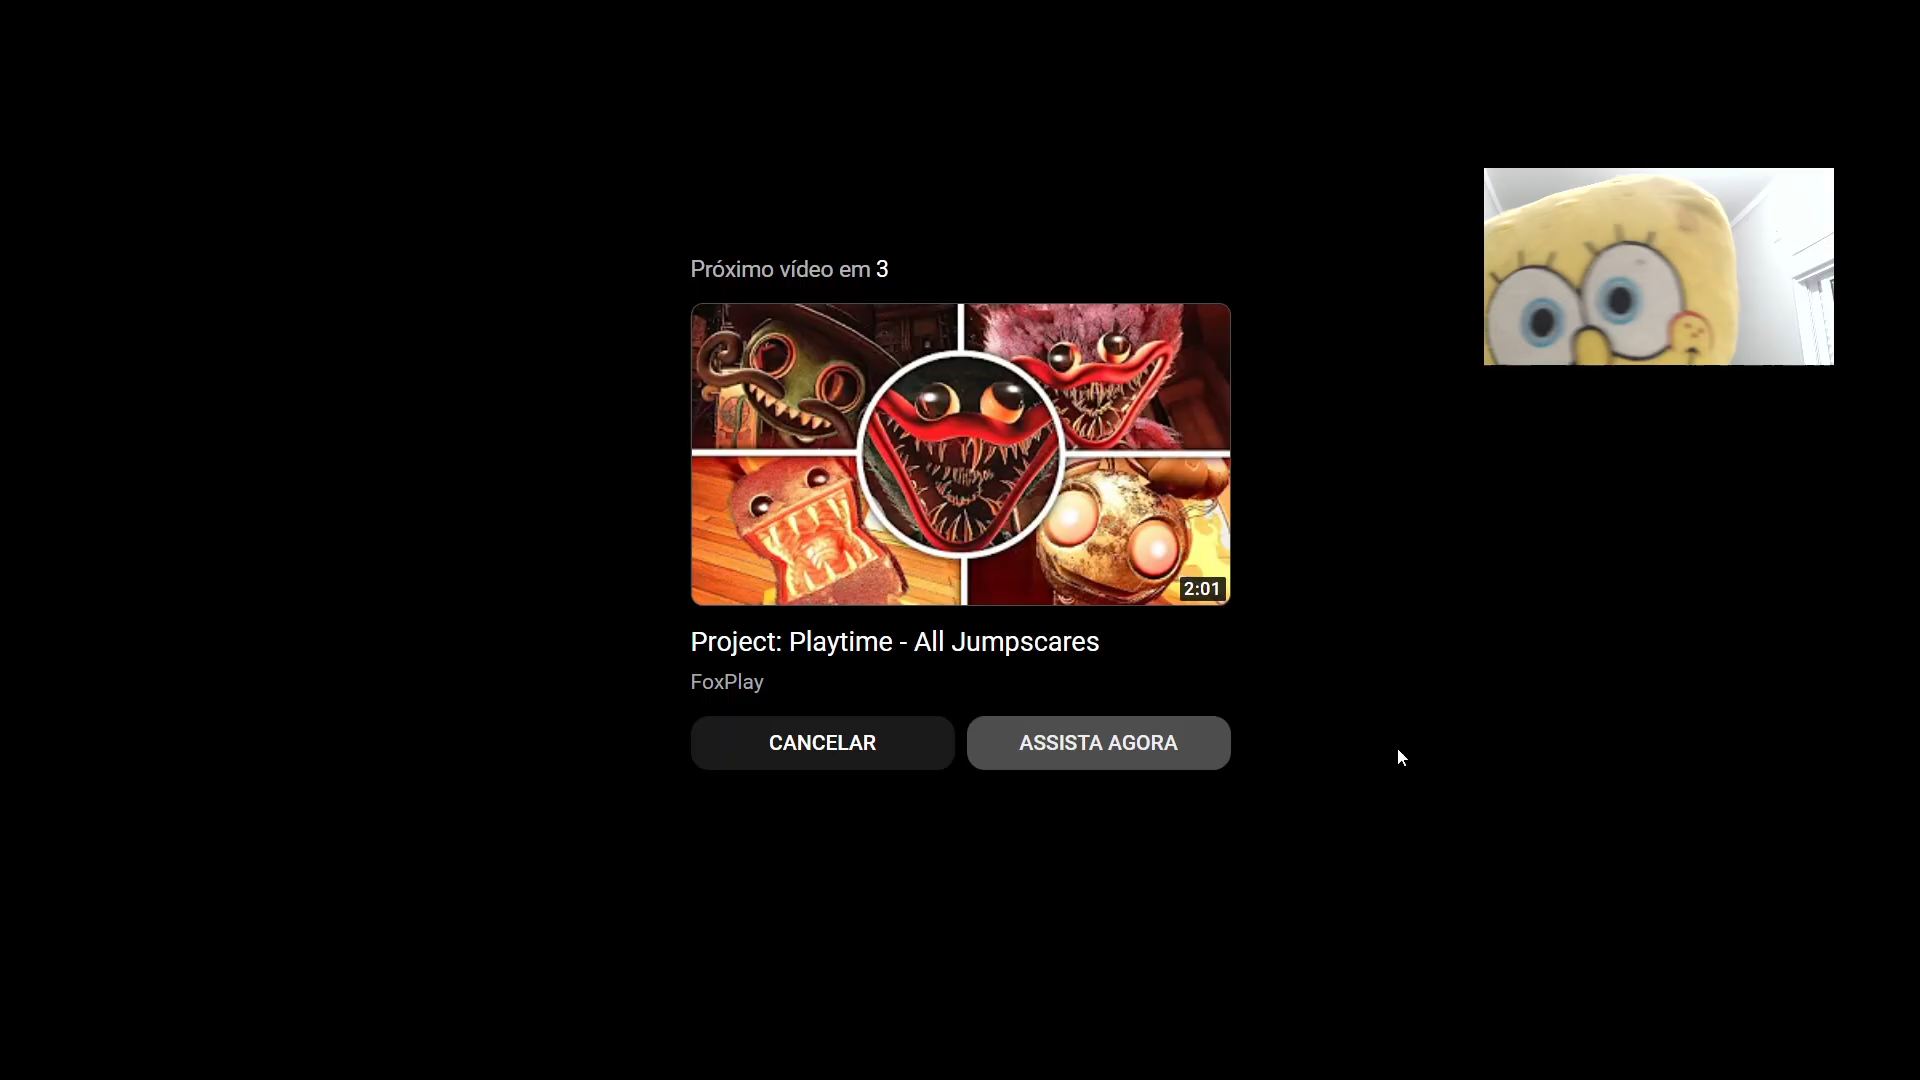 Próximo vídeo em 3
2:01
Project: Playtime - All Jumpscares
FoxPlay
CANCELAR
ASSISTA AGORA